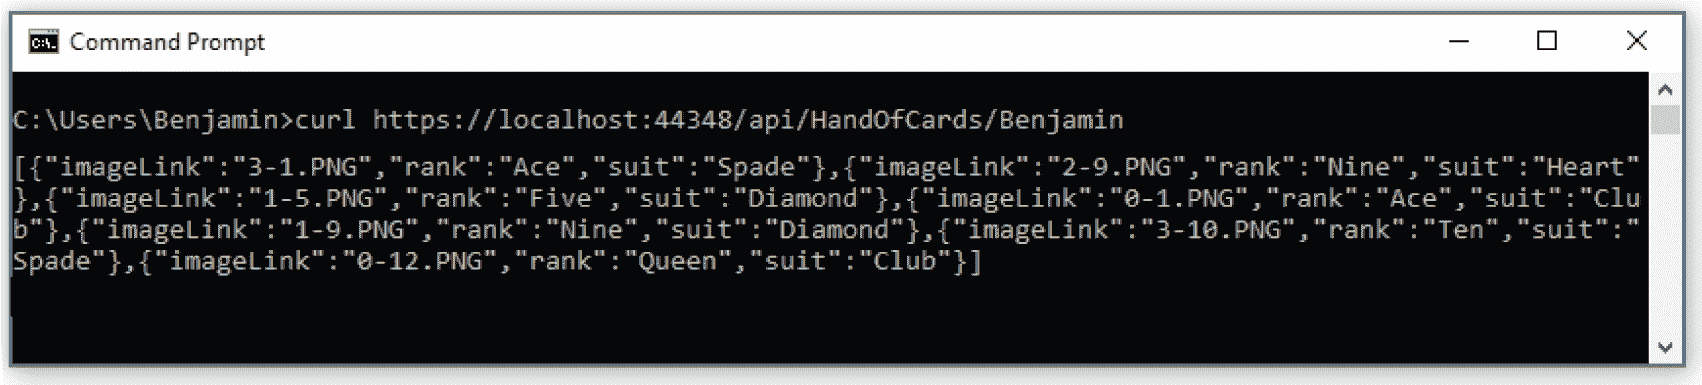 Command Prompt
C:\Users\Benjamin>curl https://localhost:44348/api/HandOfCards/Benjamin
[{"imageLink":"3-1.PNG","rank":"Ace","suit":"Spade"},{"imageLink":"2-9.PNG","rank":"Nine","suit":"Heart"
},{"imageLink":"1-5.PNG","rank":"Five","suit":"Diamond"},{"imageLink":"0-1.PNG","rank":"Ace","suit":"Clu
b"},{"imageLink":"1-9.PNG","rank":"Nine","suit":"Diamond"},{"imageLink":"3-10.PNG","rank":"Ten","suit":"
Spade"},{"imageLink":"0-12.PNG","rank":"Queen","suit":"Club"}]